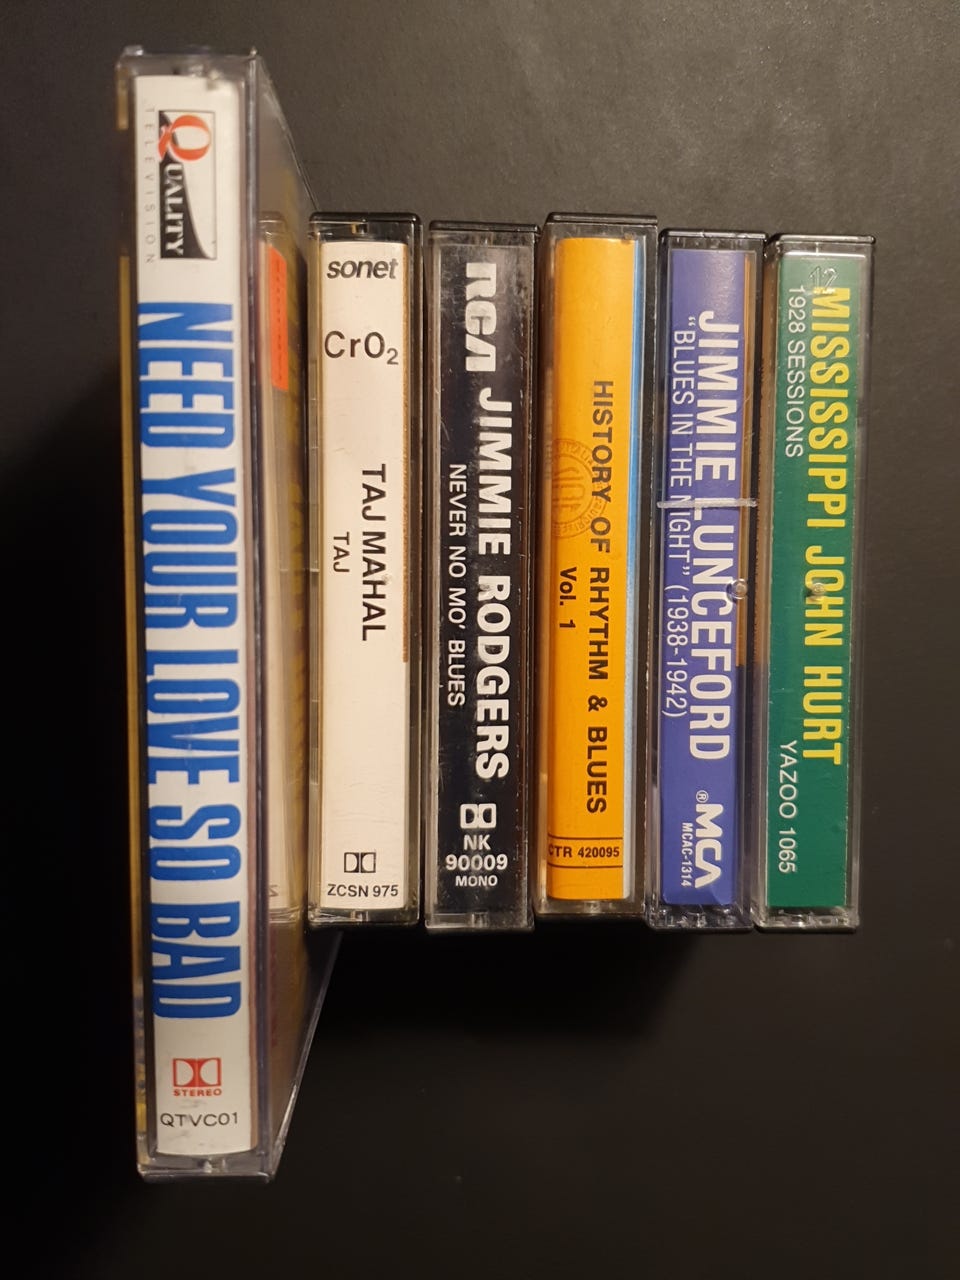 QUALITY
TELEVISION
NEED YOUR LOVE SO BAD
STEREO
QTVC01
sonet
CrO2
TAJ MAHAL
TAJ
ZCSN 975
RCA
JIMMIE RODGERS
NEVER NO MO' BLUES
NK
90009
MONO
HISTORY OF RHYTHM & BLUES
Vol. 1
CTR 420095
JIMMIE LUNCEFORD
"BLUES IN THE NIGHT" (1938-1942)
®MCA
MCAC-1314
12
MISSISSIPPI JOHN HURT
1928 SESSIONS
YAZOO 1065